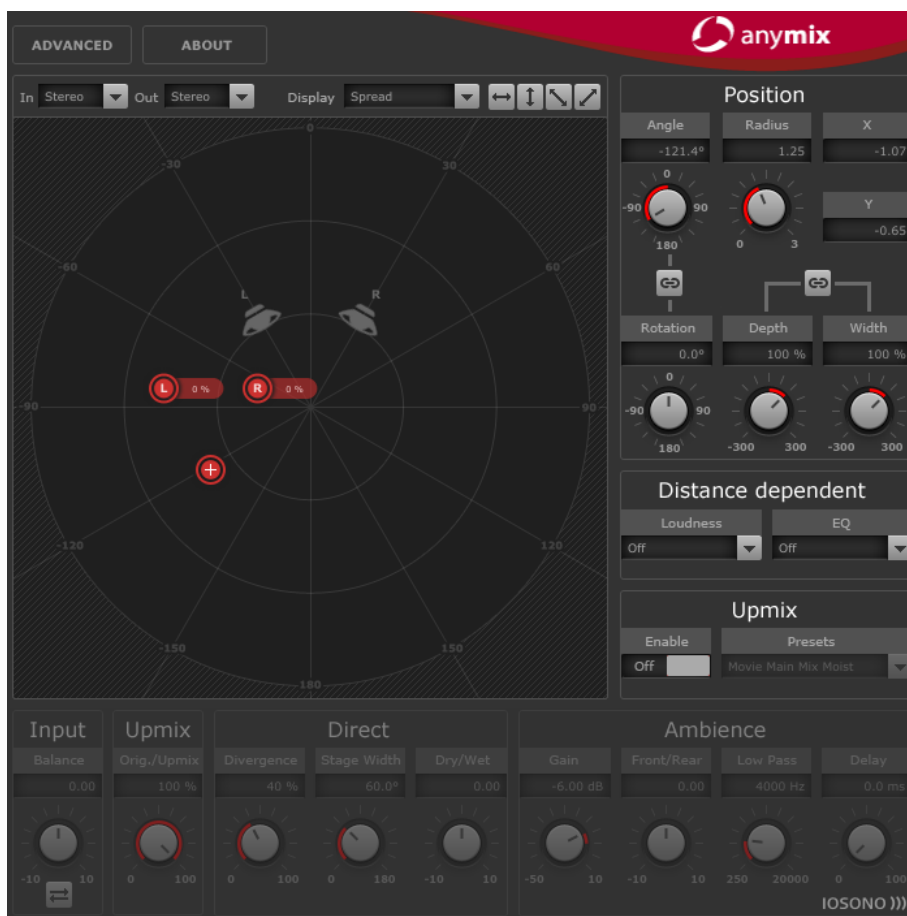 ADVANCED ABOUT anymix
In Stereo Out Stereo Display Spread
0
-30 30
-60 60
L R
L 0 % R 0 %
-90 90
-120 120
-150 150
180
Position
Angle Radius X
-121.4° 1.25 -1.07
0
-90 90 Y
-0.65
180 0 3
Rotation Depth Width
0.0° 100 % 100 %
0
-90 90
180 -300 300 -300 300
Distance dependent
Loudness EQ
Off Off
Upmix
Enable Presets
Off Movie Main Mix Moist
Input Upmix Direct Ambience
Balance Orig./Upmix Divergence Stage Width Dry/Wet Gain Front/Rear Low Pass Delay
0.00 100 % 40 % 60.0° 0.00 -6.00 dB 0.00 4000 Hz 0.0 ms
-10 10 0 100 0 100 0 180 -10 10 -50 10 -10 10 250 20000 0 100
IOSONO )))